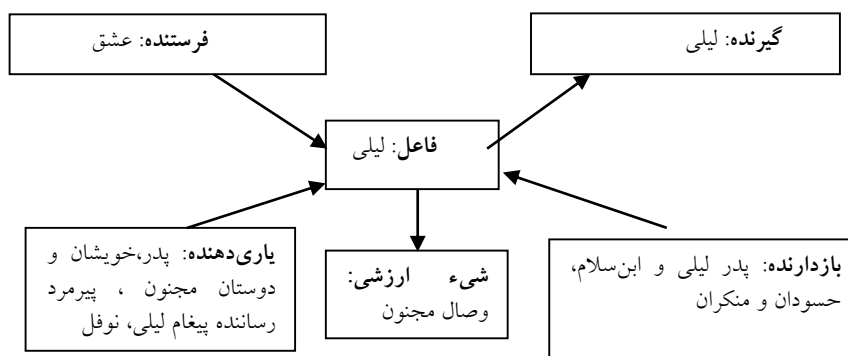 فرستنده: عشق
گیرنده: لیلی
فاعل: لیلی
یاری‌دهنده: پدر،خویشان و
دوستان مجنون ، پیرمرد
رساننده پیغام لیلی، نوفل
شیء ارزشی:
وصال مجنون
بازدارنده: پدر لیلی و ابن‌سلام،
حسودان و منکران